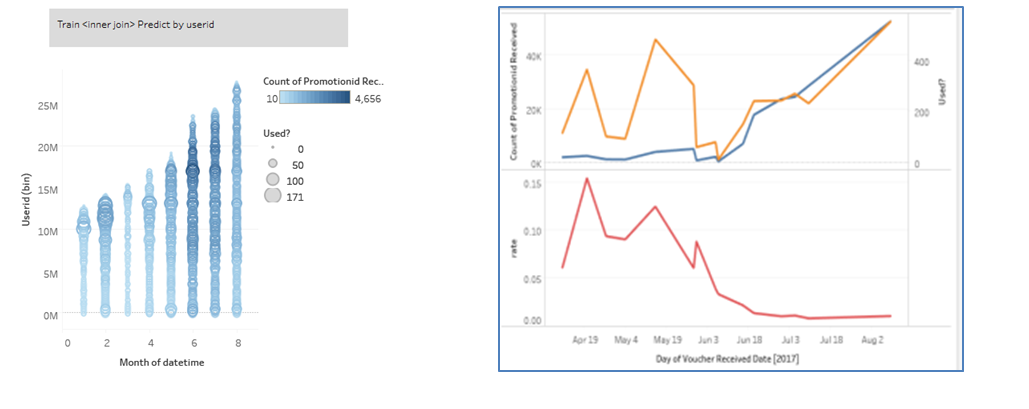 Train <inner join> Predict by userid
Count of Promotionid Rec..
10 4,656
Used?
0
50
100
171
Userid (bin)
25M
20M
15M
10M
5M
0M
0 2 4 6 8
Month of datetime
Count of Promotionid Received
40K
20K
0K
400
200
0
Used?
rate
0.15
0.10
0.05
0.00
Apr 19 May 4 May 19 Jun 3 Jun 18 Jul 3 Jul 18 Aug 2
Day of Voucher Received Date [2017]